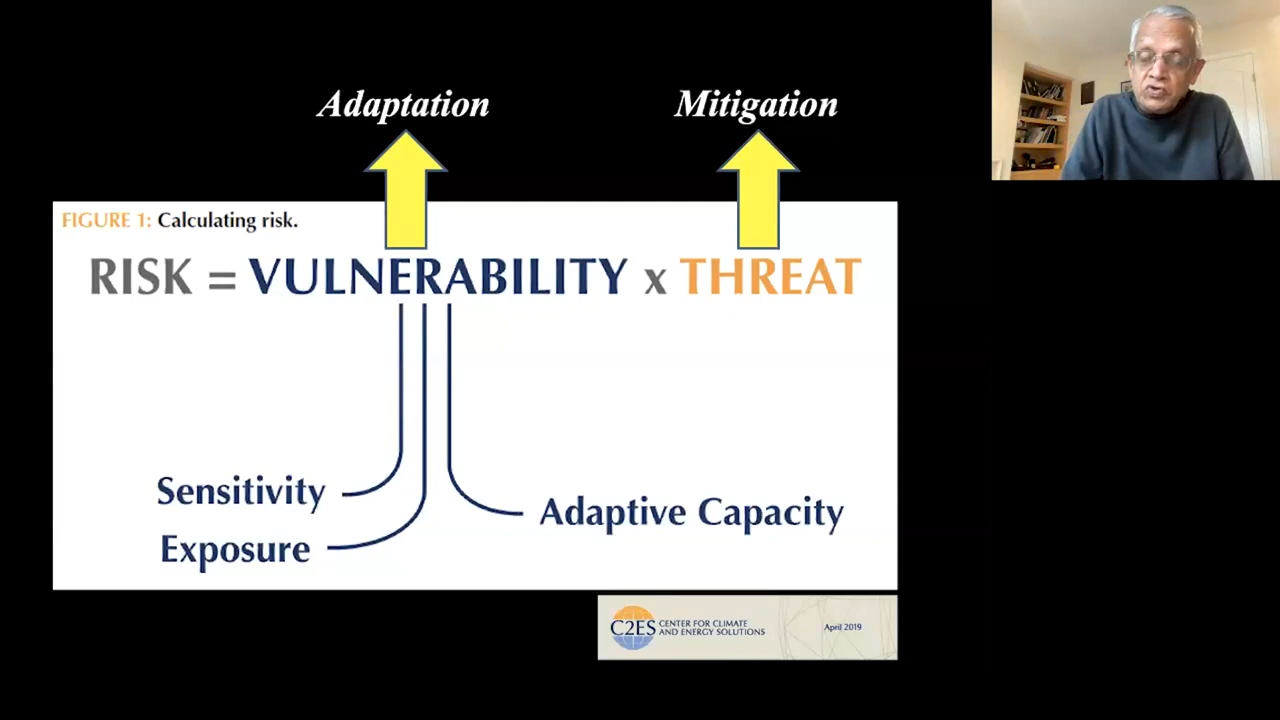 Adaptation
Mitigation
FIGURE 1: Calculating risk.
RISK = VULNERABILITY x THREAT
Sensitivity
Adaptive Capacity
Exposure
C2ES
CENTER FOR CLIMATE
AND ENERGY SOLUTIONS
April 2019